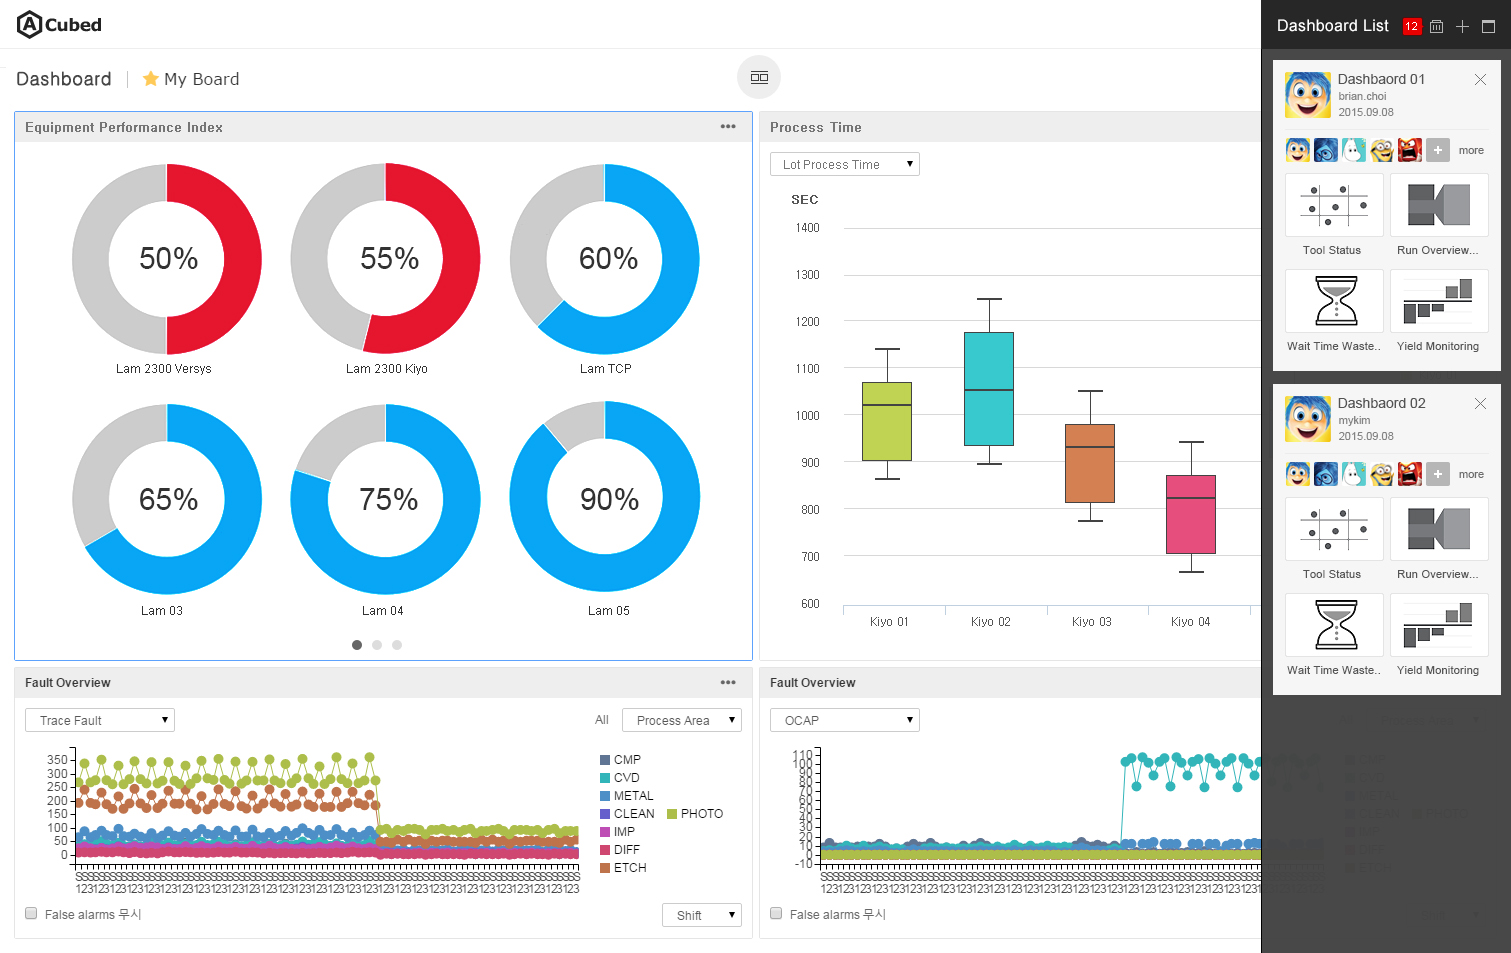 A Cubed
Dashboard
My Board
Equipment Performance Index
50%
55%
60%
Lam 2300 Versys
Lam 2300 Kiyo
Lam TCP
65%
75%
90%
Lam 03
Lam 04
Lam 05
Process Time
Lot Process Time
SEC
1400
1300
1200
1100
1000
900
800
700
600
Kiyo 01
Kiyo 02
Kiyo 03
Kiyo 04
Fault Overview
Trace Fault
All
Process Area
350
300
250
200
150
100
50
0
CMP
CVD
METAL
CLEAN
PHOTO
IMP
DIFF
ETCH
False alarms 무시
Shift
Fault Overview
OCAP
110
100
90
80
70
60
50
40
30
20
10
0
-10
False alarms 무시
Dashboard List
12
Dashbaord 01
brian.choi
2015.09.08
more
Tool Status
Run Overview...
Wait Time Waste..
Yield Monitoring
Dashbaord 02
mykim
2015.09.08
more
Tool Status
Run Overview...
Wait Time Waste..
Yield Monitoring